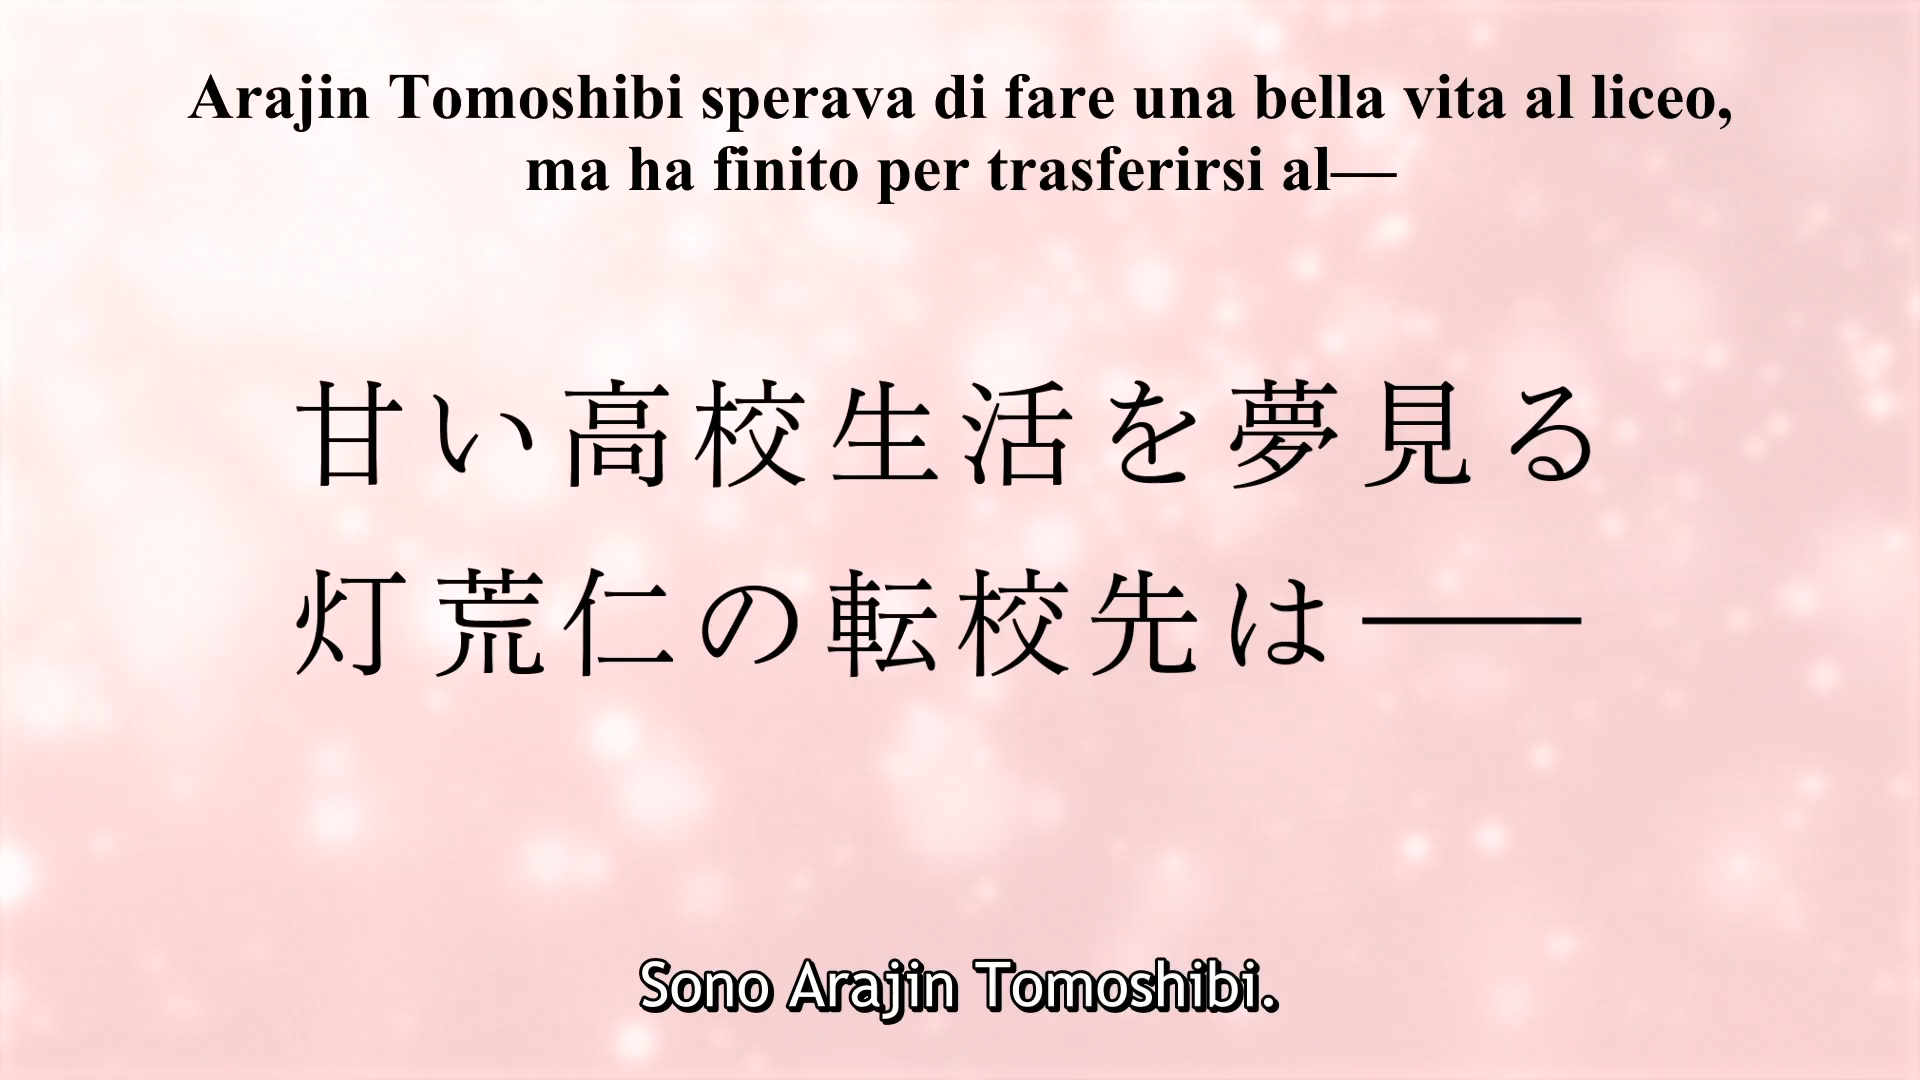 Arajin Tomoshibi sperava di fare una bella vita al liceo,
ma ha finito per trasferirsi al—
甘い高校生活を夢見る
灯荒仁の転校先は——
Sono Arajin Tomoshibi.